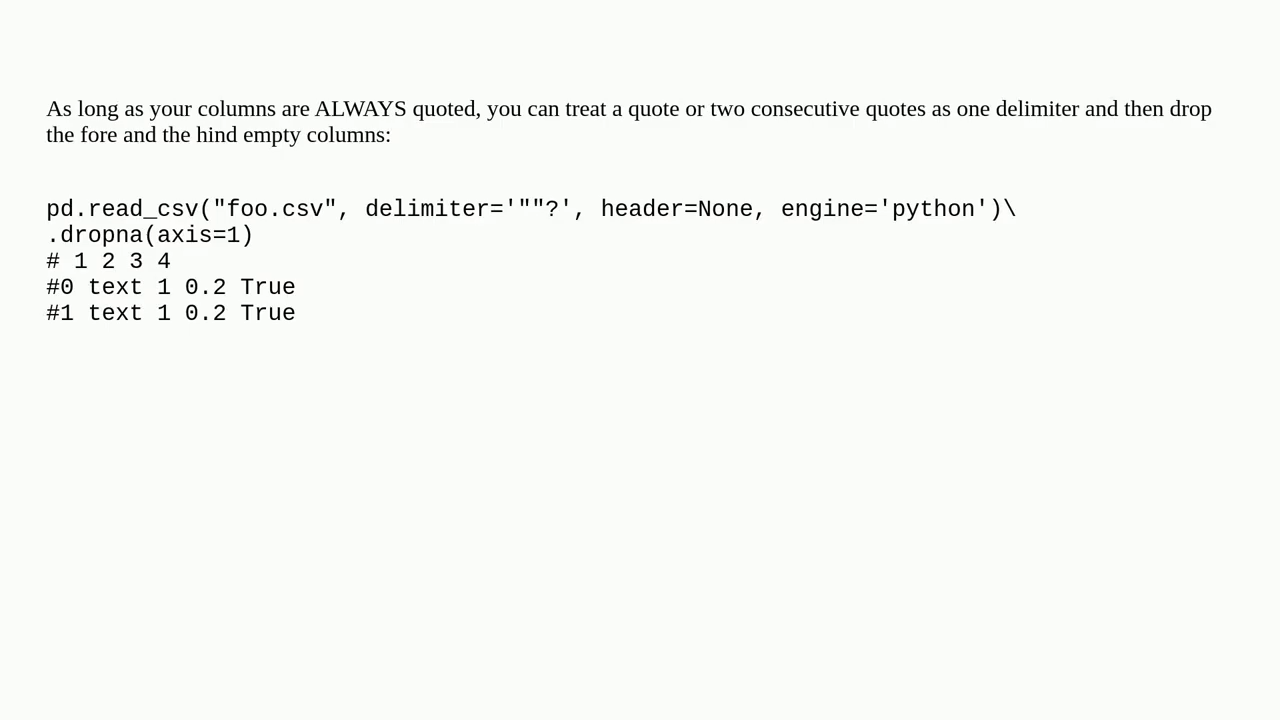 As long as your columns are ALWAYS quoted, you can treat a quote or two consecutive quotes as one delimiter and then drop
the fore and the hind empty columns:
pd.read_csv("foo.csv", delimiter='""?', header=None, engine='python')\
.dropna(axis=1)
# 1 2 3 4
#0 text 1 0.2 True
#1 text 1 0.2 True